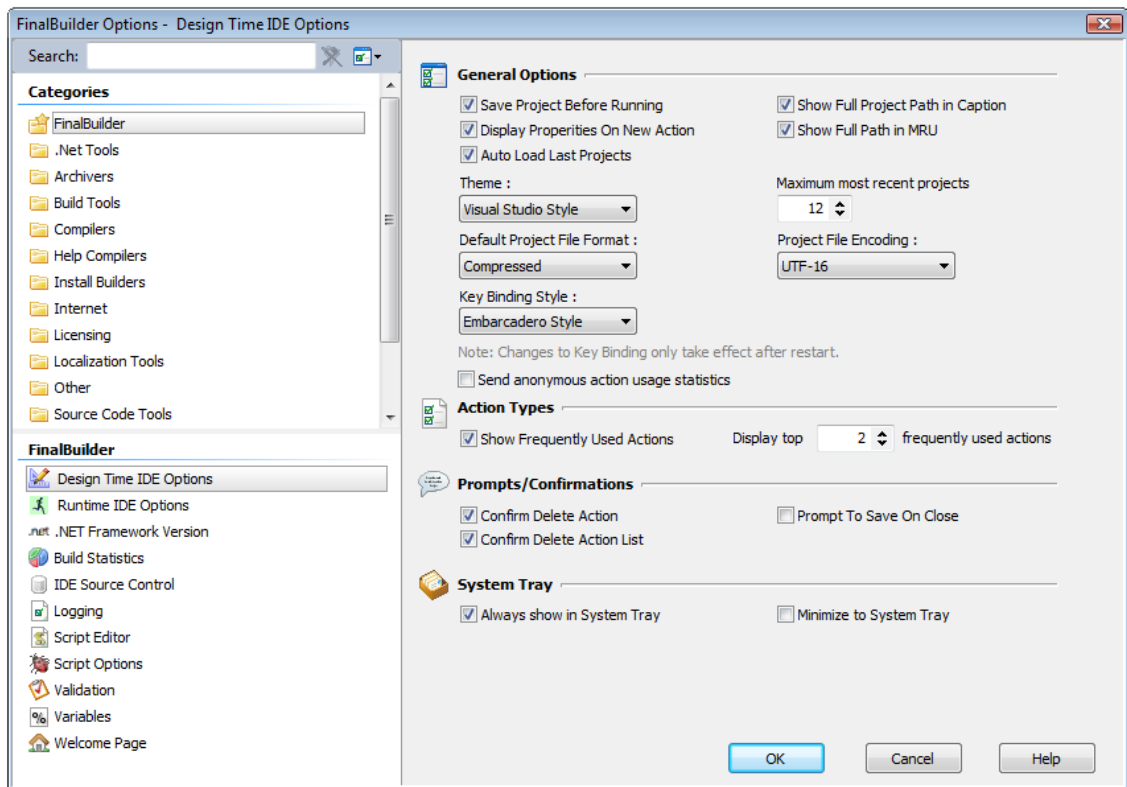 FinalBuilder Options - Design Time IDE Options
Search:
Categories
FinalBuilder
.Net Tools
Archivers
Build Tools
Compilers
Help Compilers
Install Builders
Internet
Licensing
Localization Tools
Other
Source Code Tools
FinalBuilder
Design Time IDE Options
Runtime IDE Options
.net .NET Framework Version
Build Statistics
IDE Source Control
Logging
Script Editor
Script Options
Validation
Variables
Welcome Page
General Options
Save Project Before Running
Show Full Project Path in Caption
Display Properities On New Action
Show Full Path in MRU
Auto Load Last Projects
Theme :
Maximum most recent projects
Visual Studio Style
12
Default Project File Format :
Project File Encoding :
Compressed
UTF-16
Key Binding Style :
Embarcadero Style
Note: Changes to Key Binding only take effect after restart.
Send anonymous action usage statistics
Action Types
Show Frequently Used Actions
Display top 2 frequently used actions
Prompts/Confirmations
Confirm Delete Action
Prompt To Save On Close
Confirm Delete Action List
System Tray
Always show in System Tray
Minimize to System Tray
OK
Cancel
Help